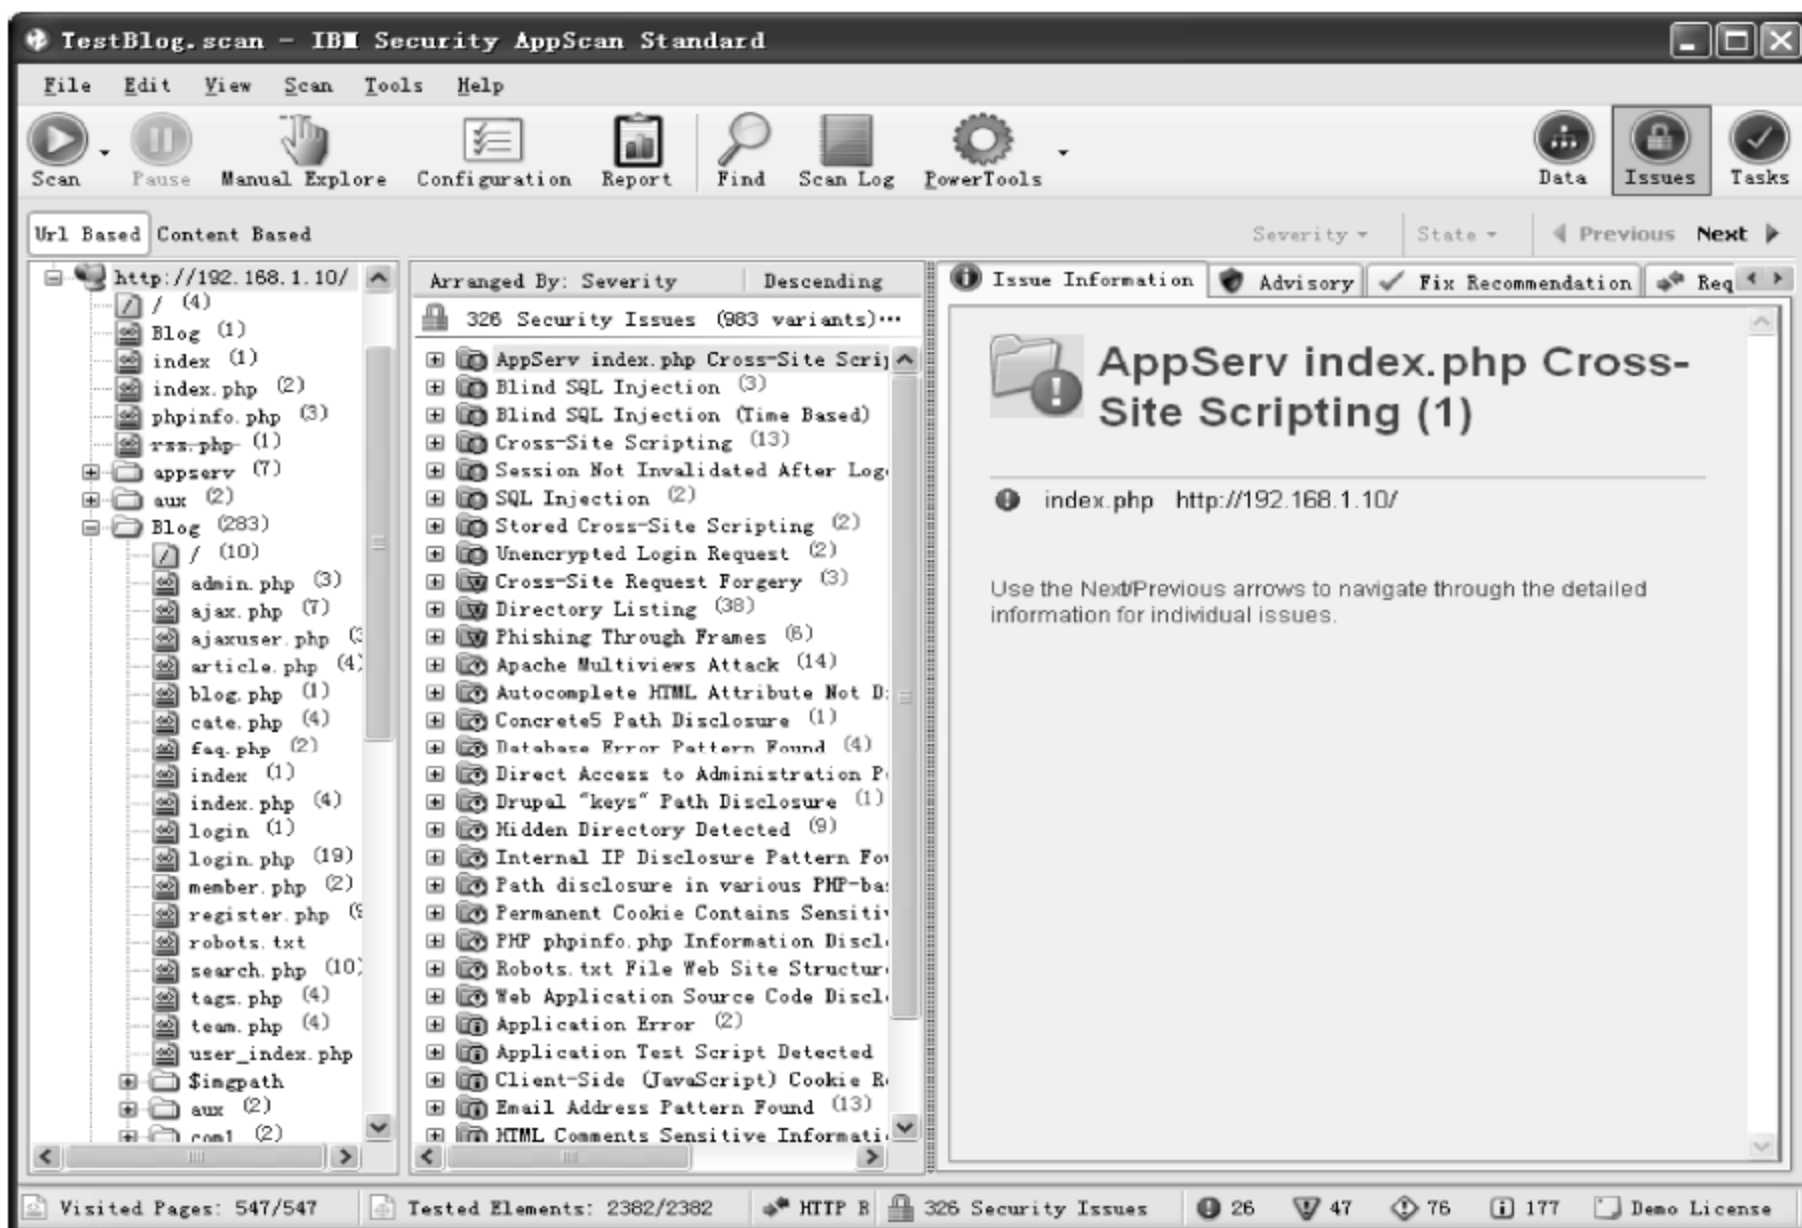 TestBlog.scan - IBM Security AppScan Standard
File Edit View Scan Tools Help
Scan Pause Manual Explore Configuration Report Find Scan Log PowerTools Data Issues Tasks
Url Based Content Based Severity State Previous Next
http://192.168.1.10/
/ (4)
Blog (1)
index (1)
index.php (2)
phpinfo.php (3)
rss.php (1)
appserv (7)
aux (2)
Blog (283)
/ (10)
admin.php (3)
ajax.php (7)
ajaxuser.php (3
article.php (4)
blog.php (1)
cate.php (4)
faq.php (2)
index (1)
index.php (4)
login (1)
login.php (19)
member.php (2)
register.php (9
robots.txt
search.php (10)
tags.php (4)
team.php (4)
user_index.php
$imgpath
aux (2)
com1 (2)
Arranged By: Severity Descending
326 Security Issues (983 variants)...
AppServ index.php Cross-Site Scrip
Blind SQL Injection (3)
Blind SQL Injection (Time Based)
Cross-Site Scripting (13)
Session Not Invalidated After Log
SQL Injection (2)
Stored Cross-Site Scripting (2)
Unencrypted Login Request (2)
Cross-Site Request Forgery (3)
Directory Listing (38)
Phishing Through Frames (6)
Apache Multiviews Attack (14)
Autocomplete HTML Attribute Not D
Concrete5 Path Disclosure (1)
Database Error Pattern Found (4)
Direct Access to Administration P
Drupal "keys" Path Disclosure (1)
Hidden Directory Detected (9)
Internal IP Disclosure Pattern Fo
Path disclosure in various PHP-ba
Permanent Cookie Contains Sensiti
PHP phpinfo.php Information Discl
Robots.txt File Web Site Structur
Web Application Source Code Discl
Application Error (2)
Application Test Script Detected
Client-Side (JavaScript) Cookie R
Email Address Pattern Found (13)
HTML Comments Sensitive Informati
Issue Information Advisory Fix Recommendation Req
AppServ index.php Cross-
Site Scripting (1)
index.php http://192.168.1.10/
Use the Next/Previous arrows to navigate through the detailed
information for individual issues.
Visited Pages: 547/547 Tested Elements: 2382/2382 HTTP R 326 Security Issues 26 47 76 177 Demo License